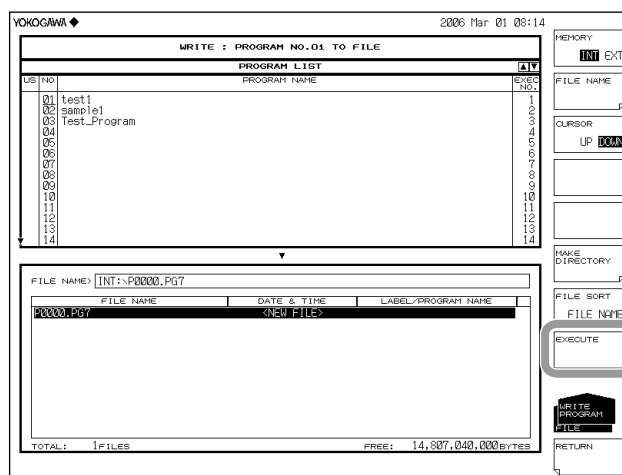 YOKOGAWA ◆
2006 Mar 01 08:14
WRITE : PROGRAM NO.01 TO FILE
PROGRAM LIST
US NO PROGRAM NAME EXEC NO.
01 test1 1
02 sample1 2
03 Test_Program 3
04 4
05 5
06 6
07 7
08 8
09 9
10 10
11 11
12 12
13 13
14 14
FILE NAME> INT:\P0000.PG7
FILE NAME DATE & TIME LABEL/PROGRAM NAME
P0000.PG7 <NEW FILE>
TOTAL: 1FILES FREE: 14,807,040,000BYTES
MEMORY
INT EXT
FILE NAME
CURSOR
UP DOWN
MAKE
DIRECTORY
FILE SORT
FILE NAME
EXECUTE
WRITE
PROGRAM
FILE
RETURN